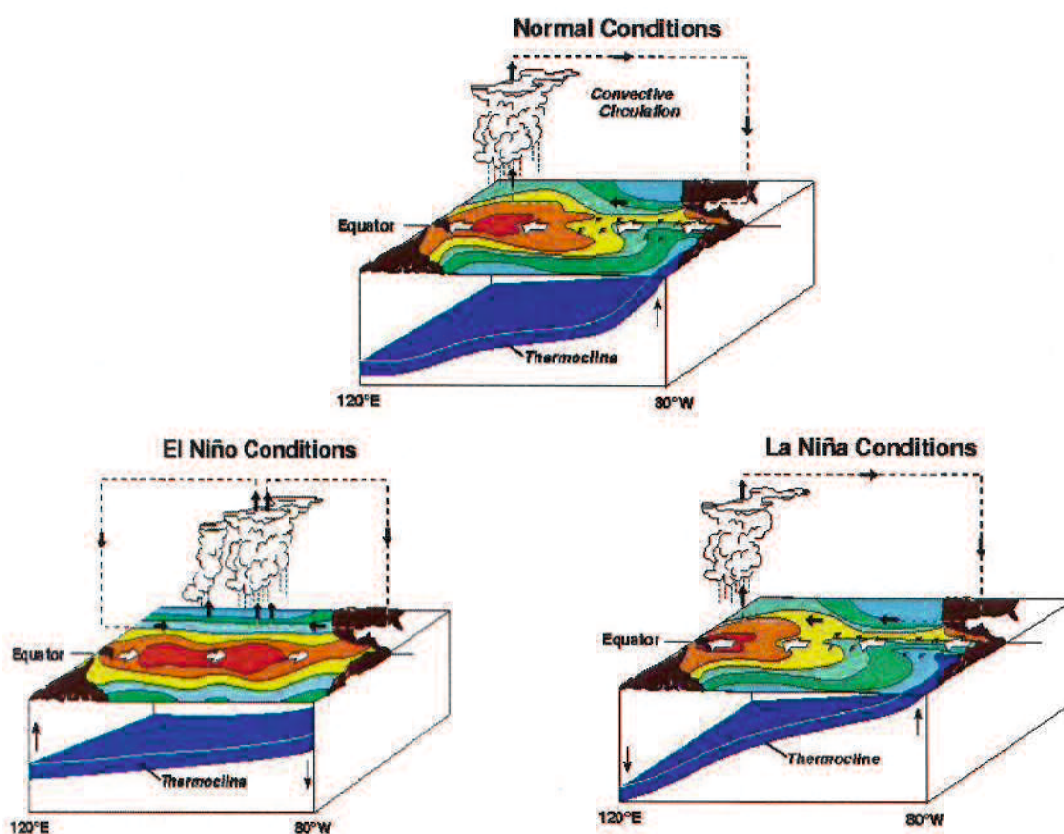 Normal Conditions
Convective
Circulation
Equator
Thermocline
120°E
80°W
El Niño Conditions
Equator
Thermocline
120°E
80°W
La Niña Conditions
Equator
Thermocline
120°E
80°W